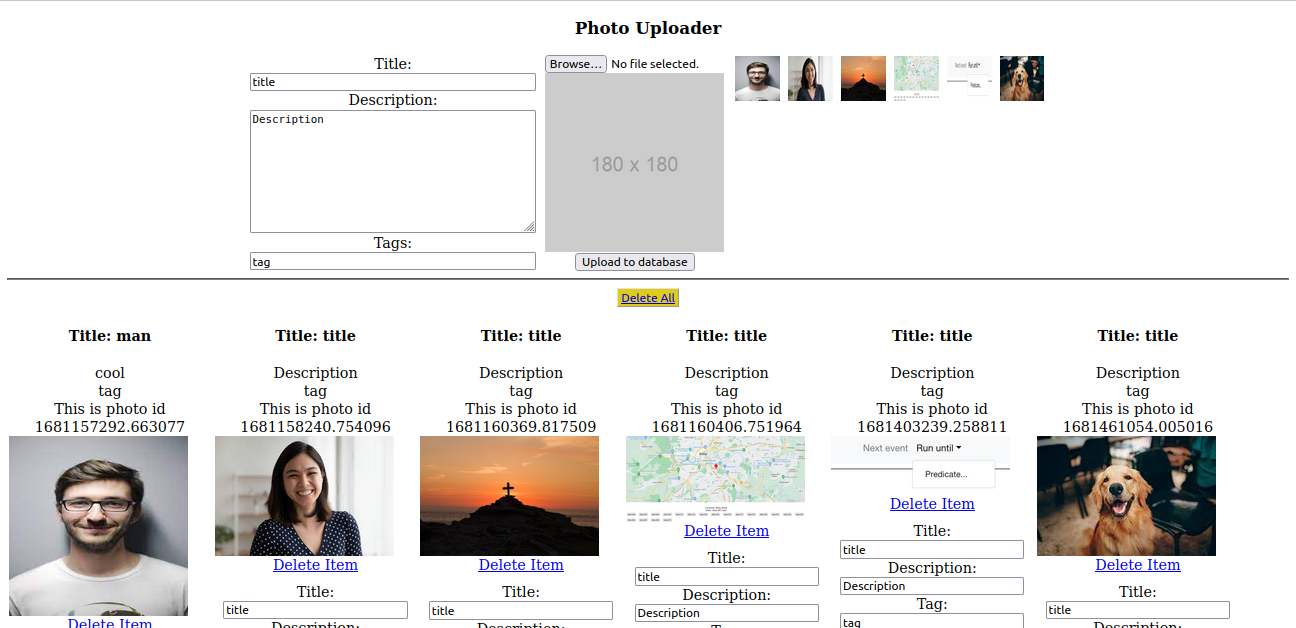 Photo Uploader
Title:
title
Description:
Description
Tags:
tag
Browse... No file selected.
180 x 180
Upload to database
Delete All
Title: man
cool
tag
This is photo id
1681157292.663077
Delete Item
Title: title
Description
tag
This is photo id
1681158240.754096
Delete Item
Title:
title
Description:
Title: title
Description
tag
This is photo id
1681160369.817509
Delete Item
Title:
title
Description:
Title: title
Description
tag
This is photo id
1681160406.751964
Delete Item
Title:
title
Description:
Description
Title: title
Description
tag
This is photo id
1681403239.258811
Next event Run until
Predicate...
Delete Item
Title:
title
Description:
Description
Tag:
tag
Title: title
Description
tag
This is photo id
1681461054.005016
Delete Item
Title:
title
Description: